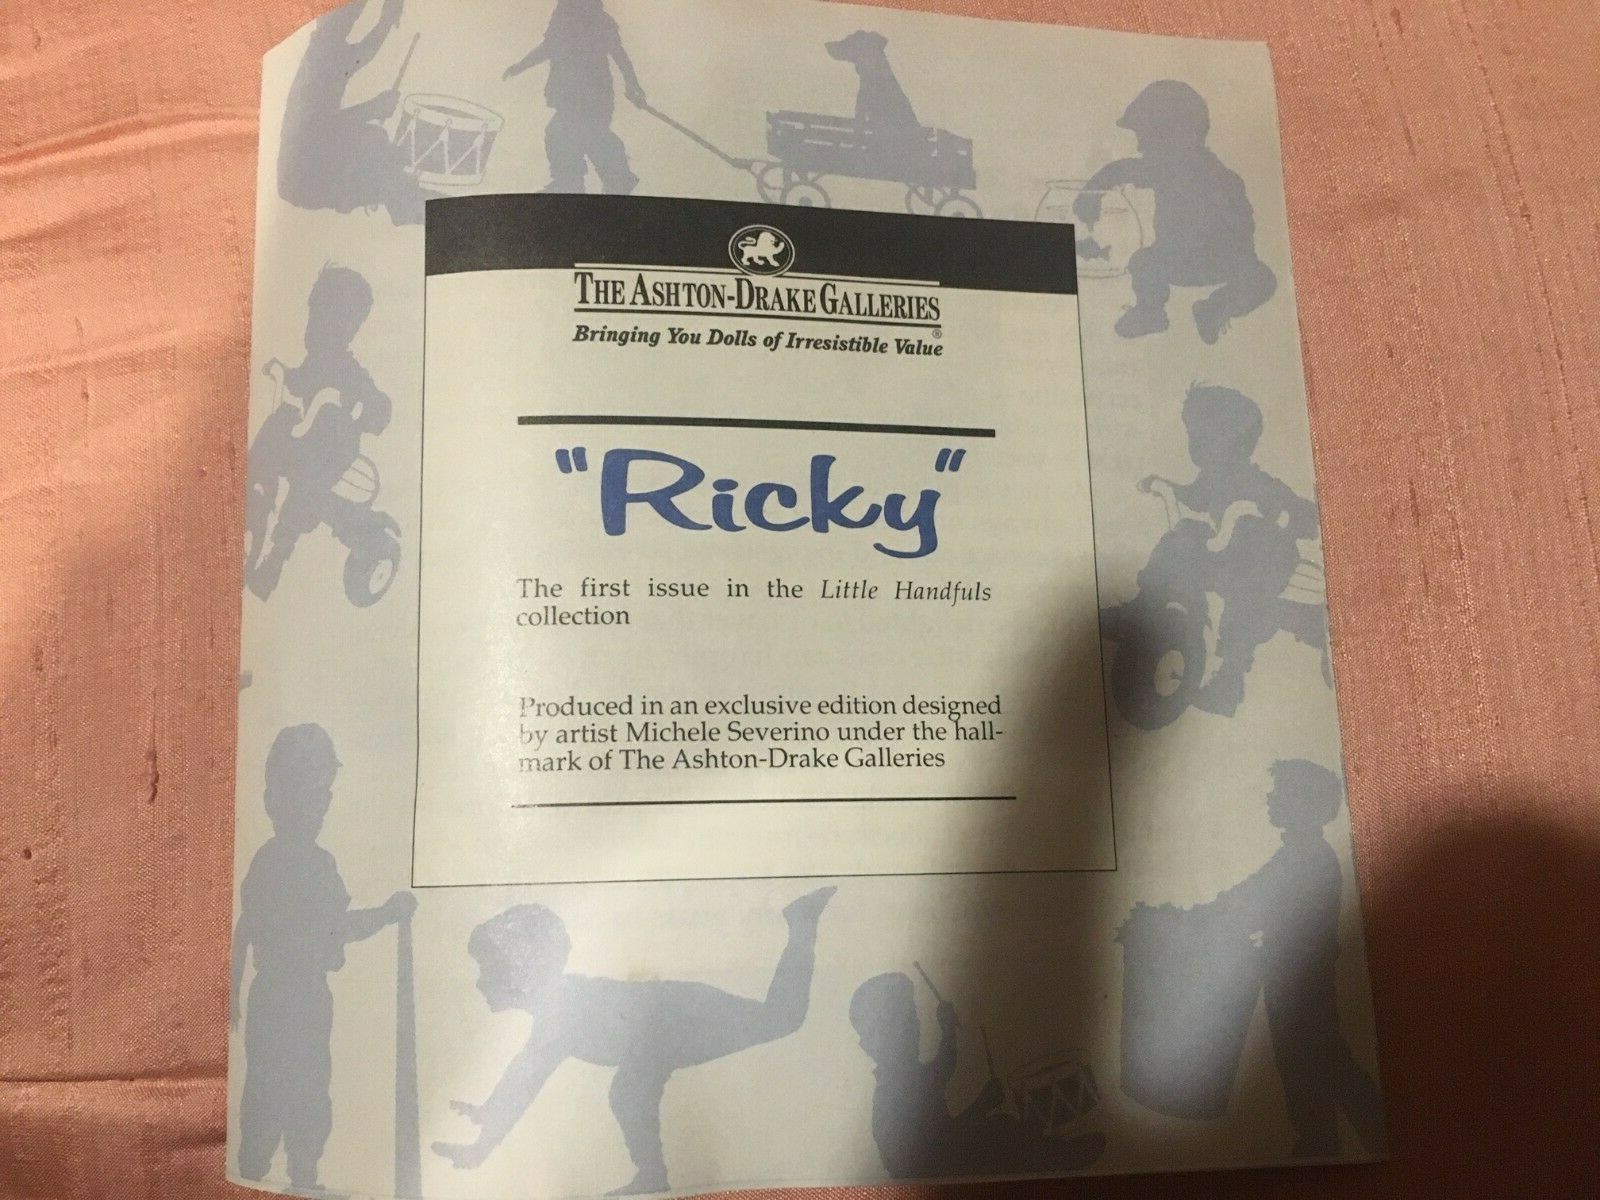 THE ASHTON-DRAKE GALLERIES
®
Bringing You Dolls of Irresistible Value
"Ricky"
The first issue in the Little Handfuls
collection
Produced in an exclusive edition designed
by artist Michele Severino under the hall-
mark of The Ashton-Drake Galleries